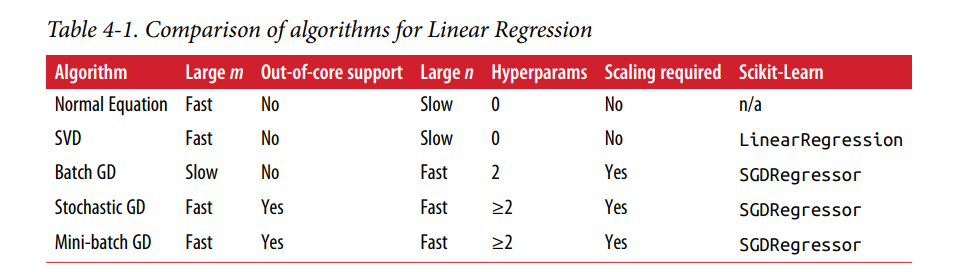 Table 4-1. Comparison of algorithms for Linear Regression
Algorithm Large m Out-of-core support Large n Hyperparams Scaling required Scikit-Learn
Normal Equation Fast No Slow 0 No n/a
SVD Fast No Slow 0 No LinearRegression
Batch GD Slow No Fast 2 Yes SGDRegressor
Stochastic GD Fast Yes Fast ≥2 Yes SGDRegressor
Mini-batch GD Fast Yes Fast ≥2 Yes SGDRegressor